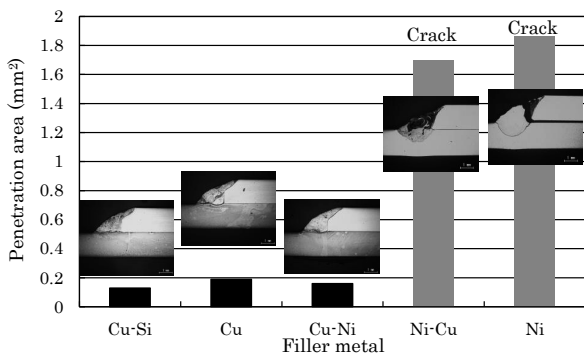 Penetration area (mm²)
2
1.8
1.6
1.4
1.2
1
0.8
0.6
0.4
0.2
0
Crack
Crack
Cu-Si
Cu
Cu-Ni
Ni-Cu
Ni
Filler metal